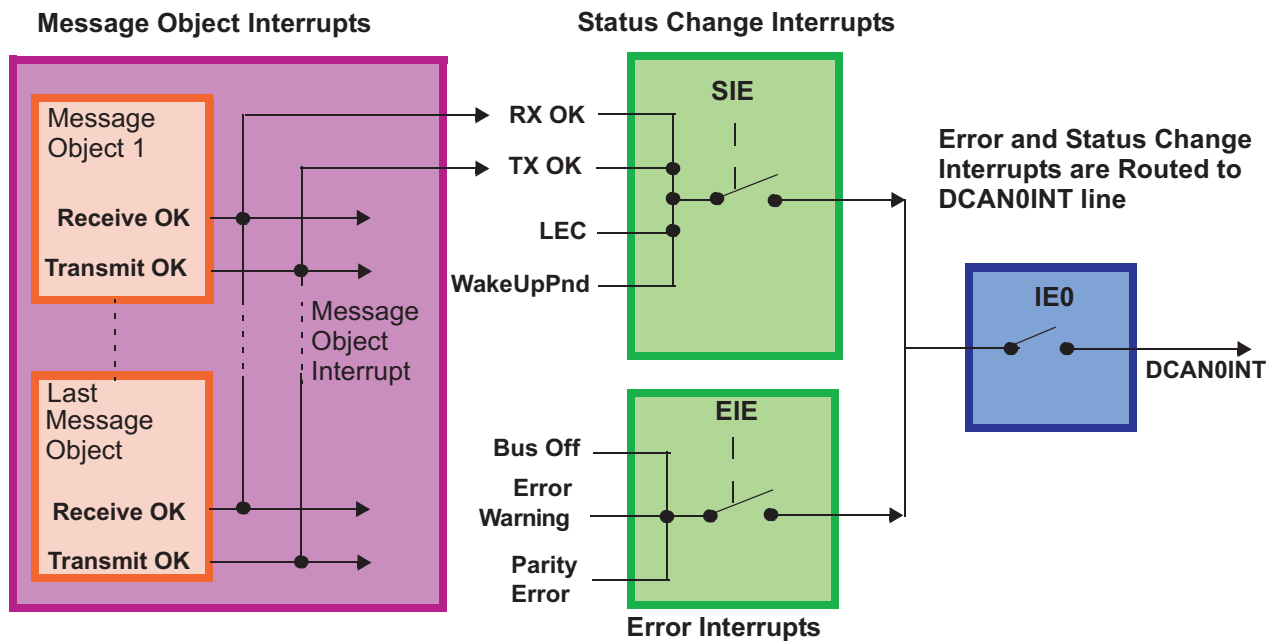 Message Object Interrupts
Status Change Interrupts
Message
Object 1
Receive OK
Transmit OK
Message
Object
Interrupt
Last
Message
Object
Receive OK
Transmit OK
RX OK
TX OK
LEC
WakeUpPnd
SIE
Bus Off
Error
Warning
Parity
Error
EIE
Error Interrupts
Error and Status Change
Interrupts are Routed to
DCAN0INT line
IE0
DCAN0INT